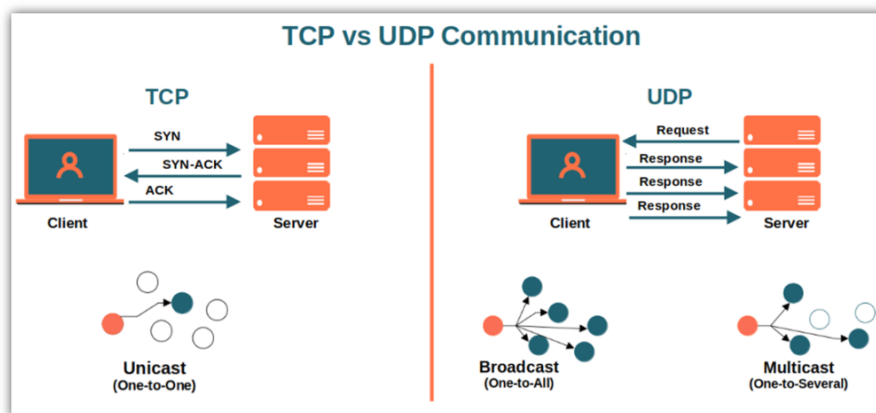 TCP vs UDP Communication
TCP
SYN
SYN-ACK
ACK
Client
Server
Unicast
(One-to-One)
UDP
Request
Response
Response
Response
Client
Server
Broadcast
(One-to-All)
Multicast
(One-to-Several)